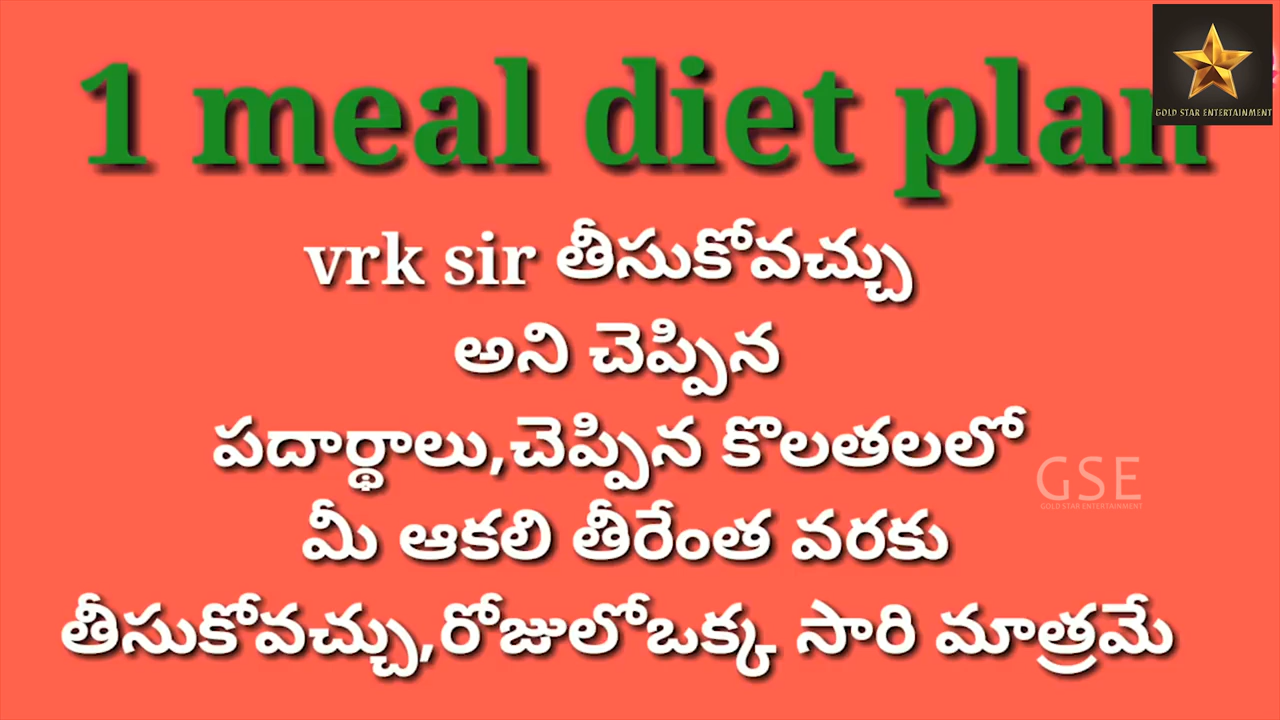 1 meal diet plan
GOLD STAR ENTERTAINMENT
vrk sir తీసుకోవచ్చు
అని చెప్పిన
పదార్థాలు,చెప్పిన కొలతలలో
GSE
GOLD STAR ENTERTAINMENT
మీ ఆకలి తీరేంత వరకు
తీసుకోవచ్చు,రోజులోఒక్క సారి మాత్రమే